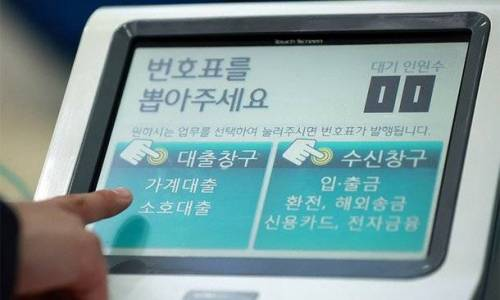 Touch Screen
번호표를
뽑아주세요
대기 인원수
00
원하시는 업무를 선택하여 눌러주시면 번호표가 발행됩니다.
대출창구
가계대출
소호대출
수신창구
입·출금
환전, 해외송금
신용카드, 전자금융